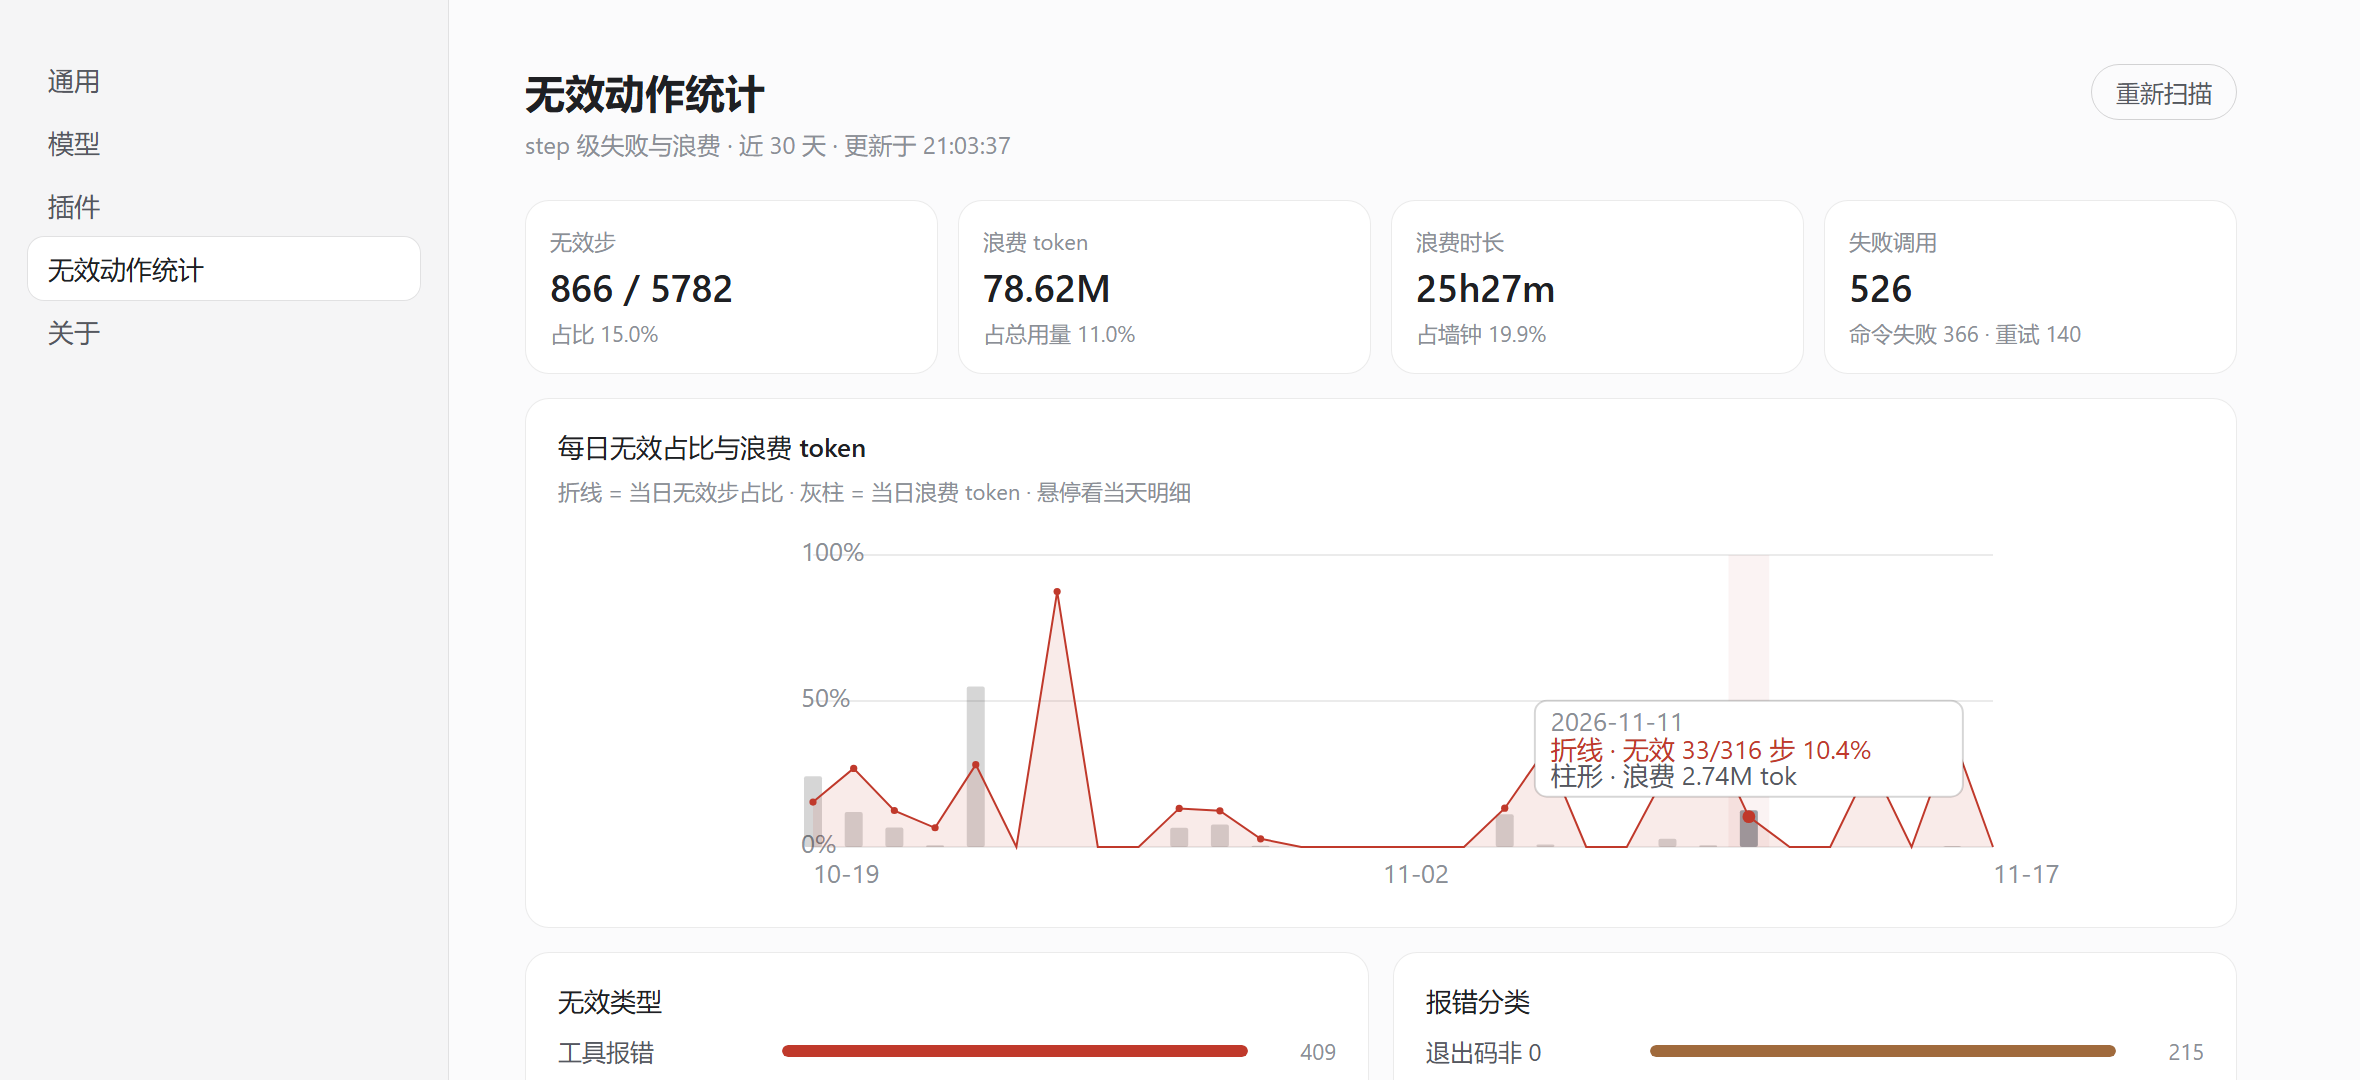 通用
模型
插件
无效动作统计
关于
无效动作统计
重新扫描
step 级失败与浪费 · 近 30 天 · 更新于 21:03:37
无效步
866 / 5782
占比 15.0%
浪费 token
78.62M
占总用量 11.0%
浪费时长
25h27m
占墙钟 19.9%
失败调用
526
命令失败 366 · 重试 140
每日无效占比与浪费 token
折线 = 当日无效步占比 · 灰柱 = 当日浪费 token · 悬停看当天明细
100%
50%
0%
2026-11-11
折线 · 无效 33/316 步 10.4%
柱形 · 浪费 2.74M tok
10-19
11-02
11-17
无效类型
工具报错
409
报错分类
退出码非 0
215